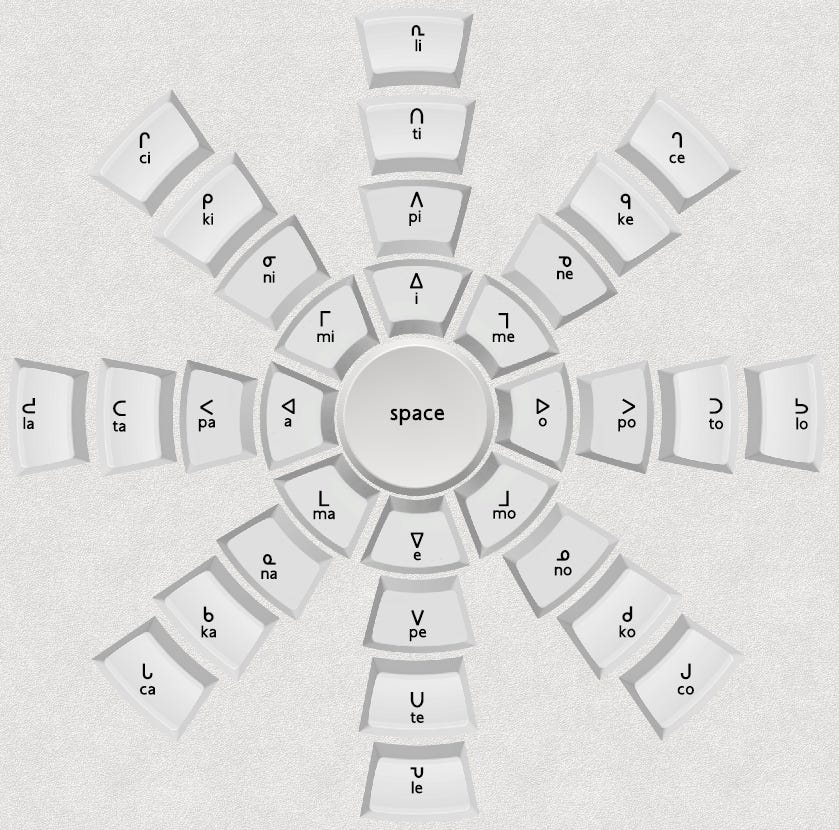 ᓕ
li
ᑎ
ti
ᐱ
pi
ᐃ
i
ᒉ
ce
ᑫ
ke
ᓀ
ne
ᒣ
me
ᓗ
lo
ᑐ
to
ᐳ
po
ᐅ
o
ᒍ
co
ᑯ
ko
ᓄ
no
ᒧ
mo
ᓓ
le
ᑌ
te
ᐯ
pe
ᐁ
e
ᒐ
ca
ᑲ
ka
ᓇ
na
ᒪ
ma
ᓚ
la
ᑕ
ta
ᐸ
pa
ᐊ
a
ᒋ
ci
ᑭ
ki
ᓂ
ni
ᒥ
mi
space